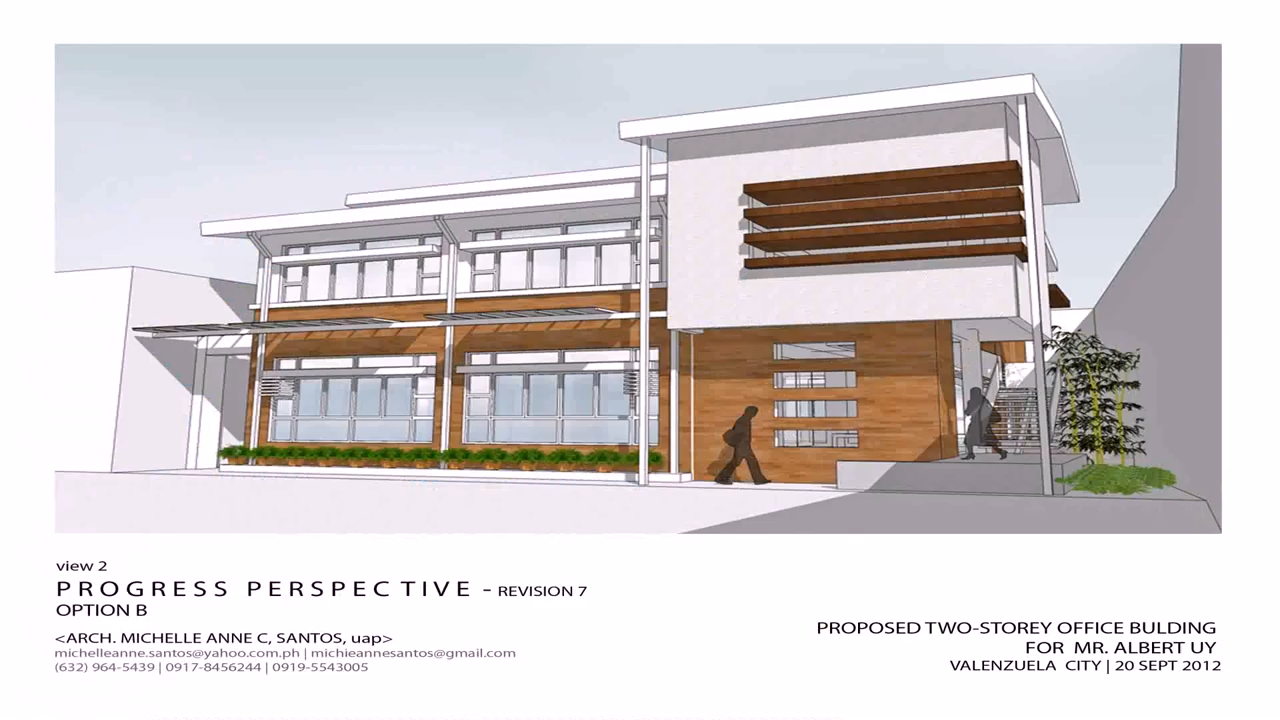 view 2
PROGRESS PERSPECTIVE - REVISION 7
OPTION B
<ARCH. MICHELLE ANNE C, SANTOS, uap>
michelleanne.santos@yahoo.com.ph | michieannesantos@gmail.com
(632) 964-5439 | 0917-8456244 | 0919-5543005
PROPOSED TWO-STOREY OFFICE BULDING
FOR MR. ALBERT UY
VALENZUELA CITY | 20 SEPT 2012